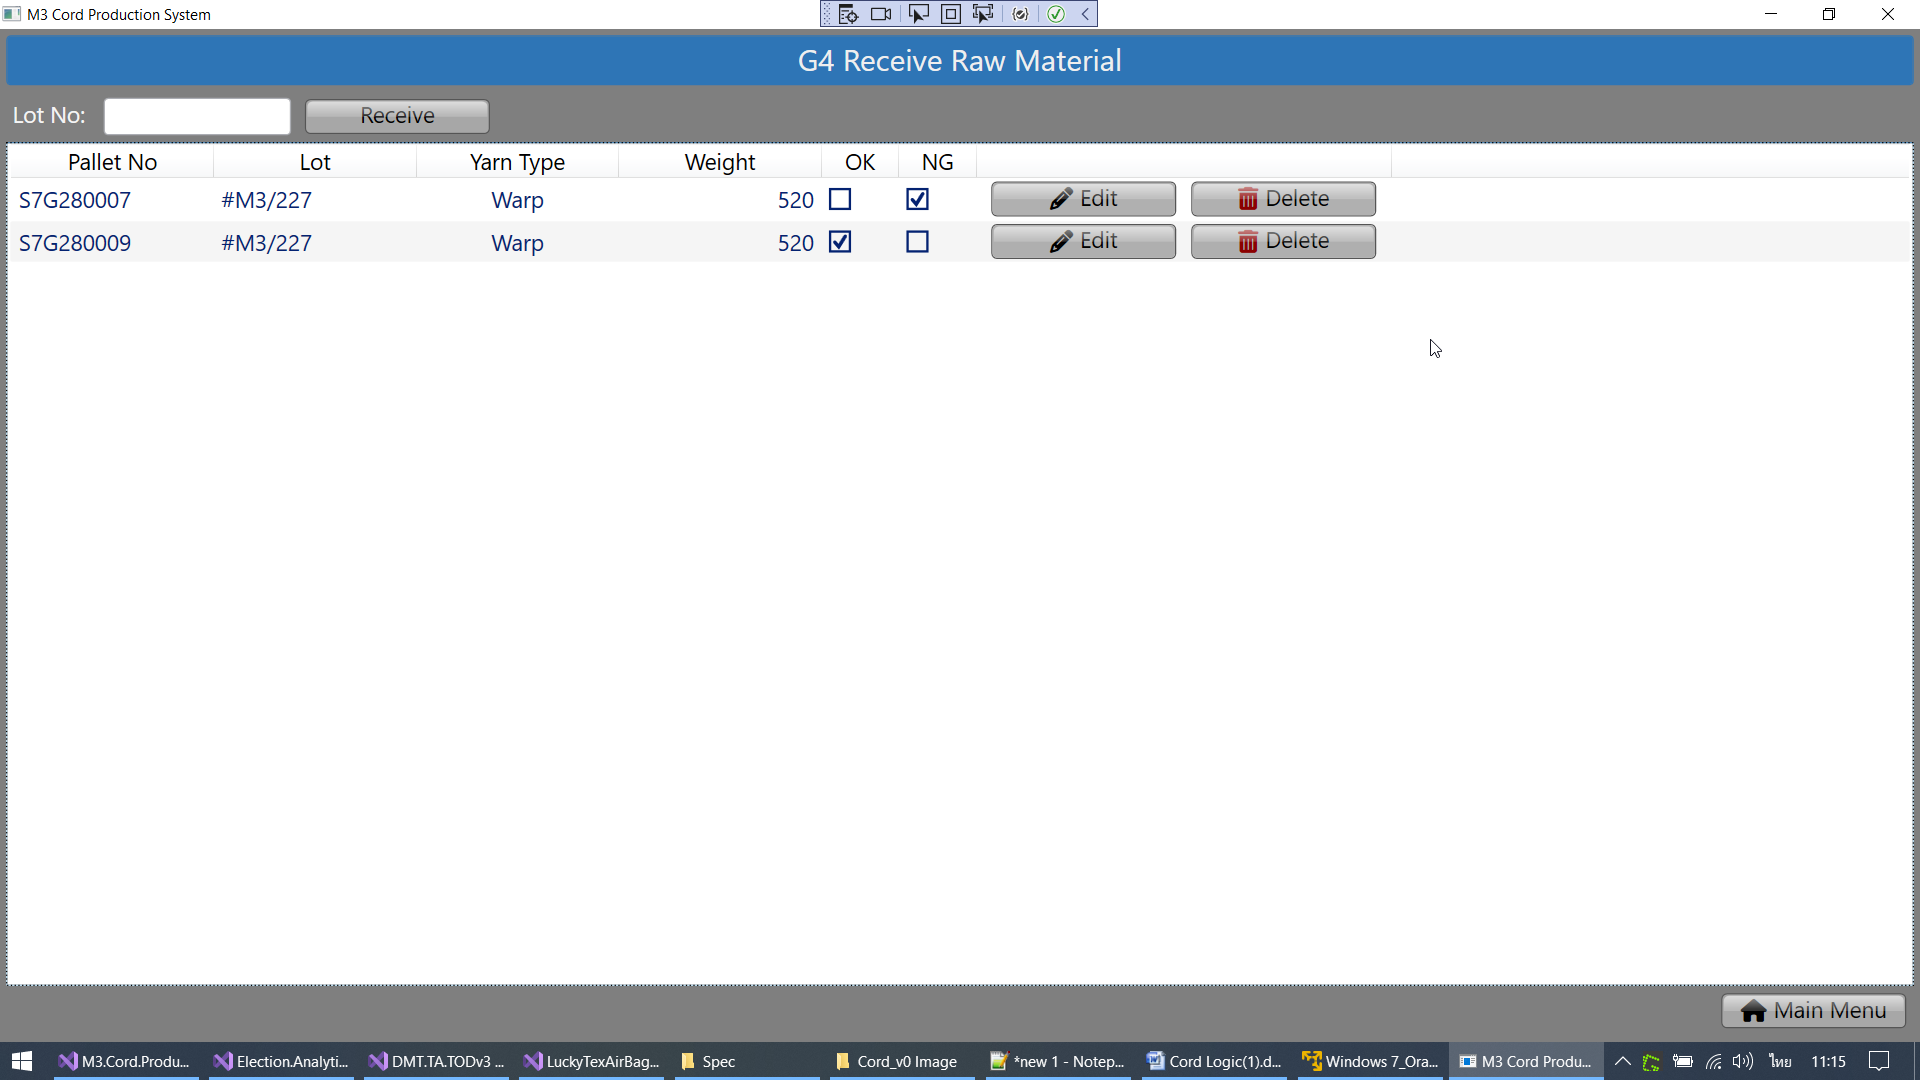 M3 Cord Production System
G4 Receive Raw Material
Lot No: Receive
Pallet No Lot Yarn Type Weight OK NG
S7G280007 #M3/227 Warp 520 Edit Delete
S7G280009 #M3/227 Warp 520 Edit Delete
Main Menu
M3.Cord.Produ... Election.Analyti... DMT.TA.TODv3 ... LuckyTexAirBag... Spec Cord_v0 Image *new 1 - Notep... Cord Logic(1).d... Windows 7_Ora... M3 Cord Produ... ไทย 11:15